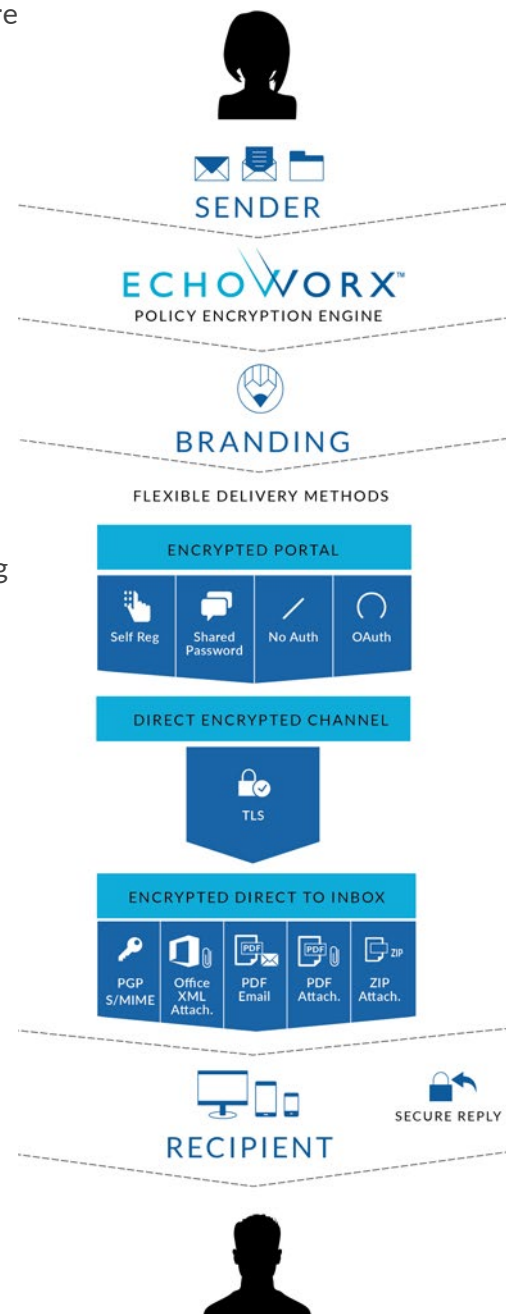 re
SENDER
ECHOWORX™
POLICY ENCRYPTION ENGINE
BRANDING
FLEXIBLE DELIVERY METHODS
g
ENCRYPTED PORTAL
Self Reg
Shared
Password
No Auth
OAuth
DIRECT ENCRYPTED CHANNEL
TLS
ENCRYPTED DIRECT TO INBOX
PGP
S/MIME
Office
XML
Attach.
PDF
PDF
Email
PDF
PDF
Attach.
ZIP
ZIP
Attach.
SECURE REPLY
RECIPIENT